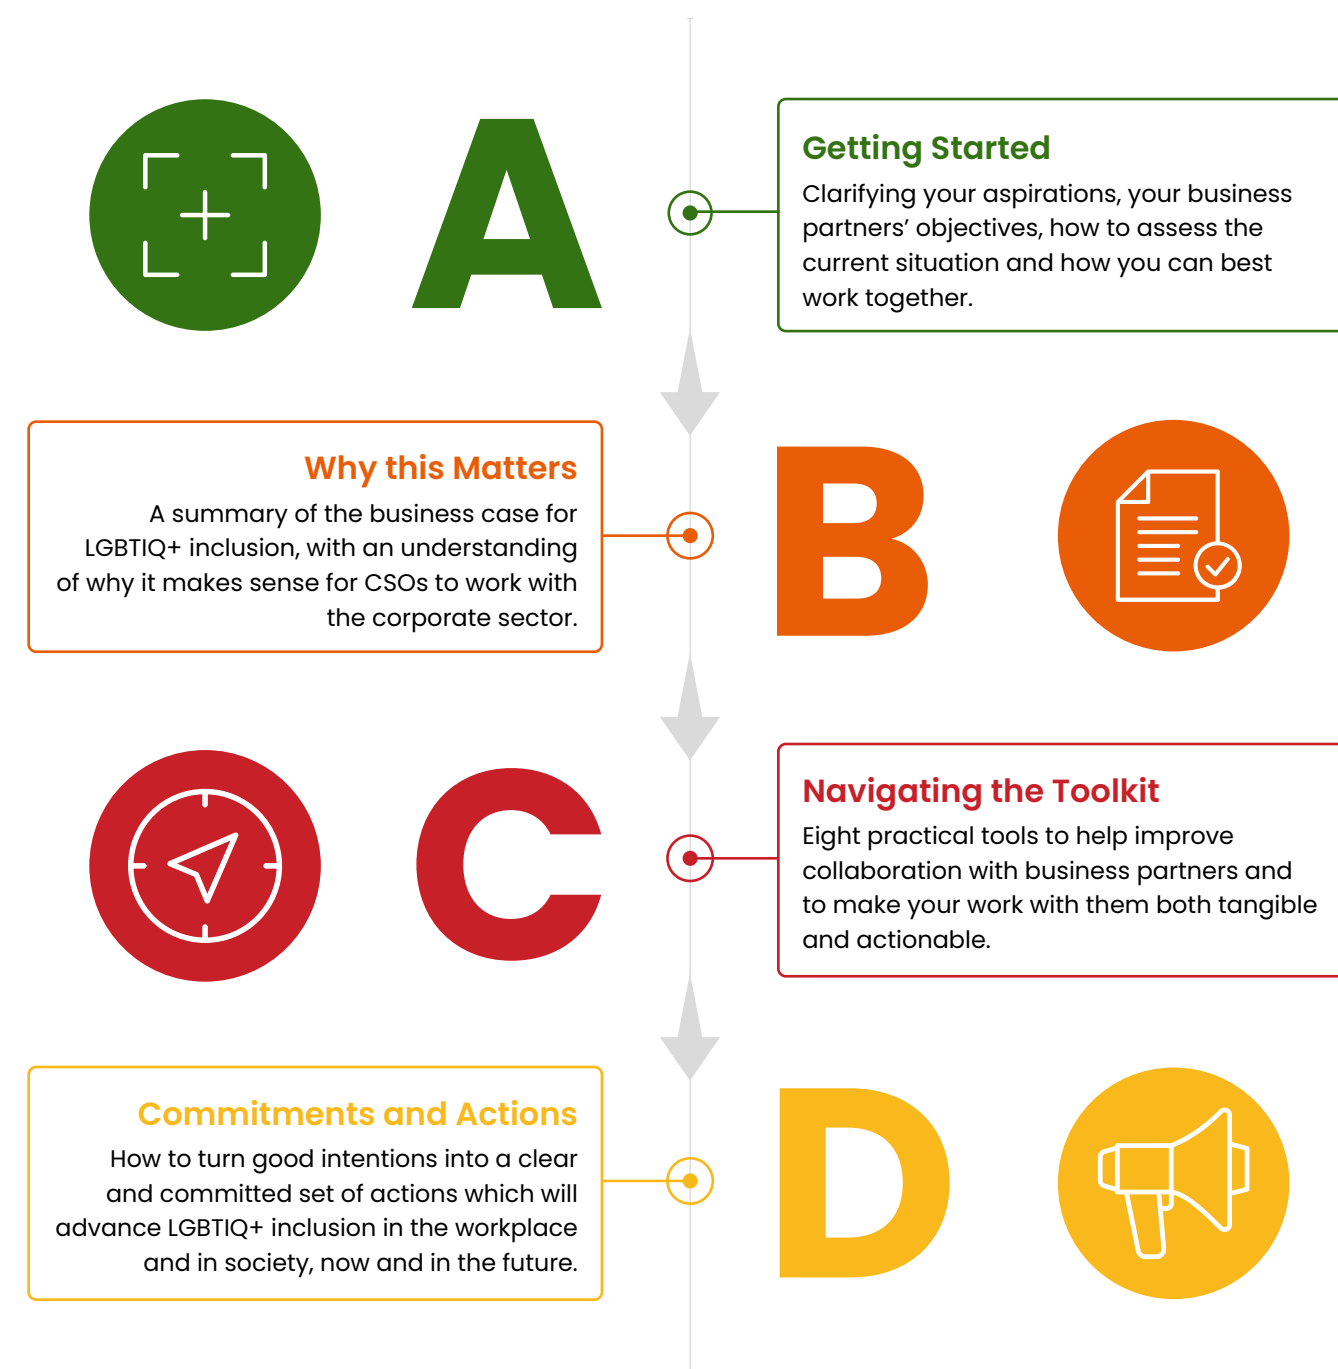 A
Getting Started
Clarifying your aspirations, your business
partners’ objectives, how to assess the
current situation and how you can best
work together.
Why this Matters
A summary of the business case for
LGBTIQ+ inclusion, with an understanding
of why it makes sense for CSOs to work with
the corporate sector.
B
C
Navigating the Toolkit
Eight practical tools to help improve
collaboration with business partners and
to make your work with them both tangible
and actionable.
Commitments and Actions
How to turn good intentions into a clear
and committed set of actions which will
advance LGBTIQ+ inclusion in the workplace
and in society, now and in the future.
D